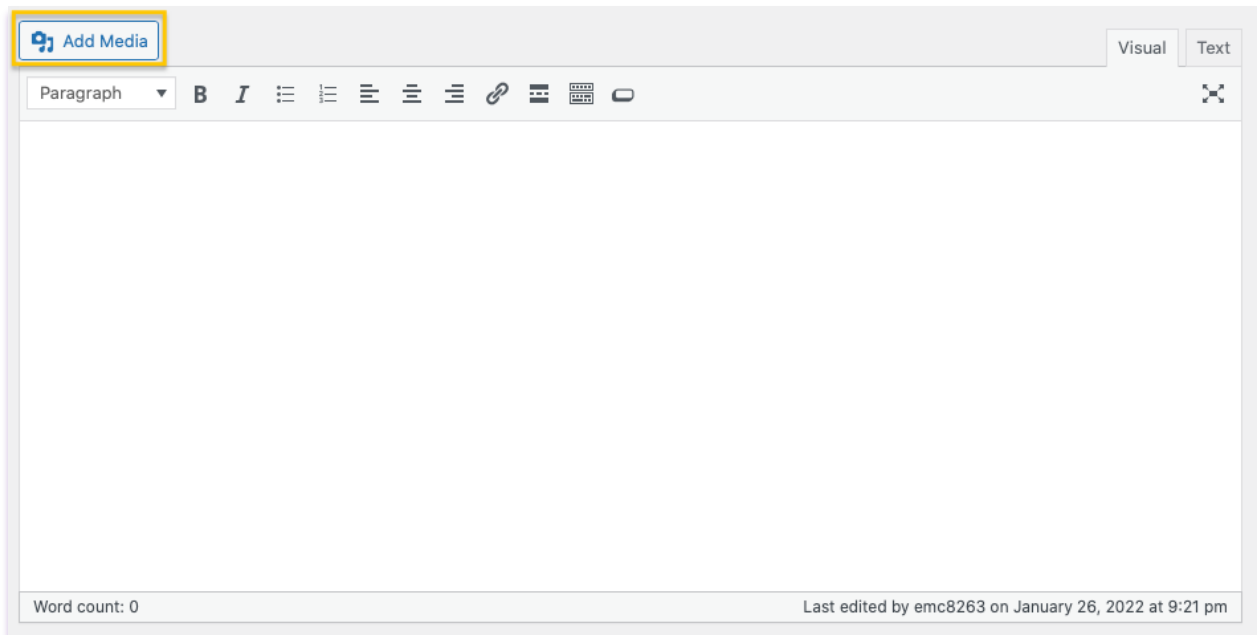 Add Media
Visual Text
Paragraph B I
Word count: 0 Last edited by emc8263 on January 26, 2022 at 9:21 pm